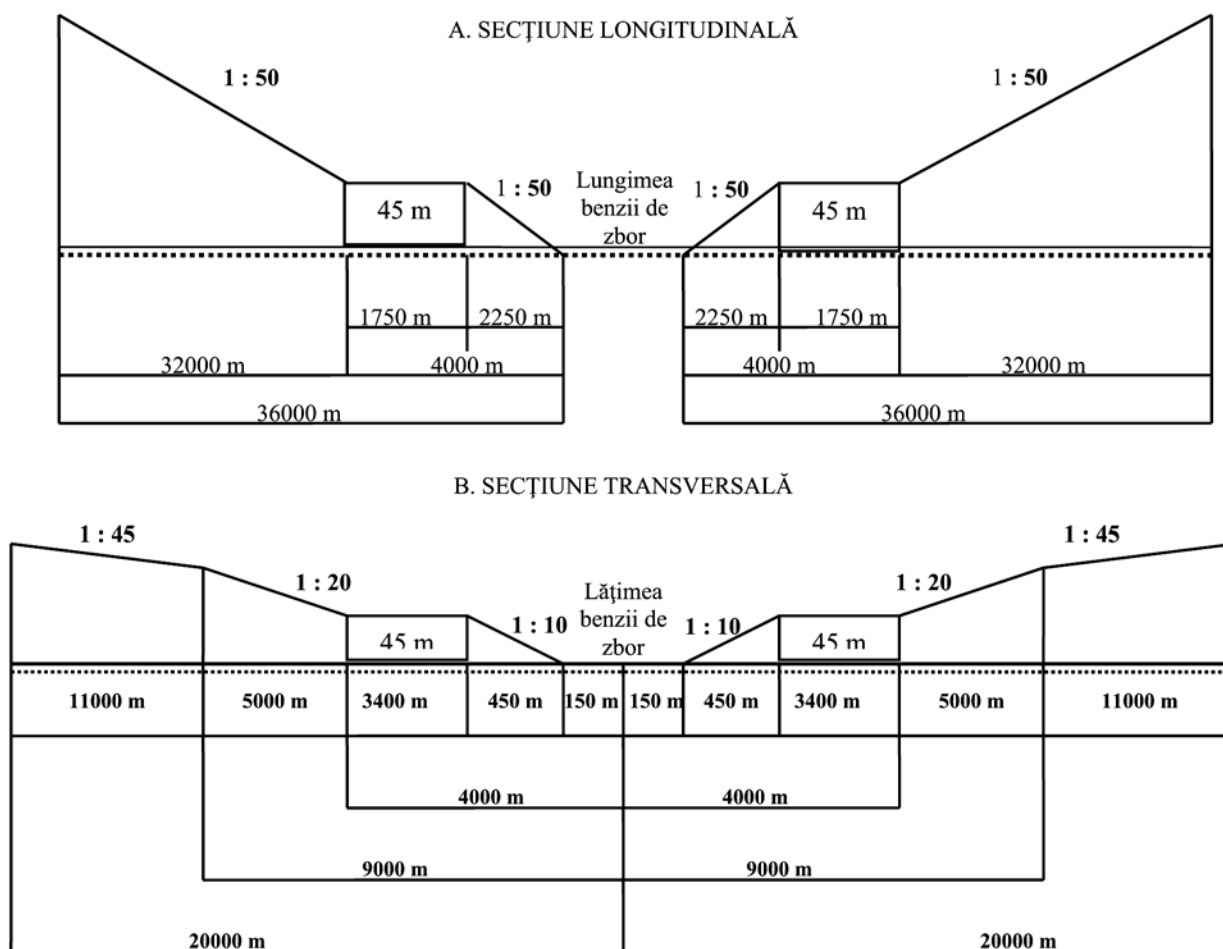 A. SECŢIUNE LONGITUDINALĂ
1 : 50
1 : 50
1 : 50
Lungimea
benzii de
zbor
1 : 50
45 m
45 m
1750 m
2250 m
2250 m
1750 m
32000 m
4000 m
4000 m
32000 m
36000 m
36000 m
B. SECŢIUNE TRANSVERSALĂ
1 : 45
1 : 45
1 : 20
1 : 20
Lăţimea
benzii de
zbor
1 : 10
1 : 10
45 m
45 m
11000 m
5000 m
3400 m
450 m
150 m
150 m
450 m
3400 m
5000 m
11000 m
4000 m
4000 m
9000 m
9000 m
20000 m
20000 m